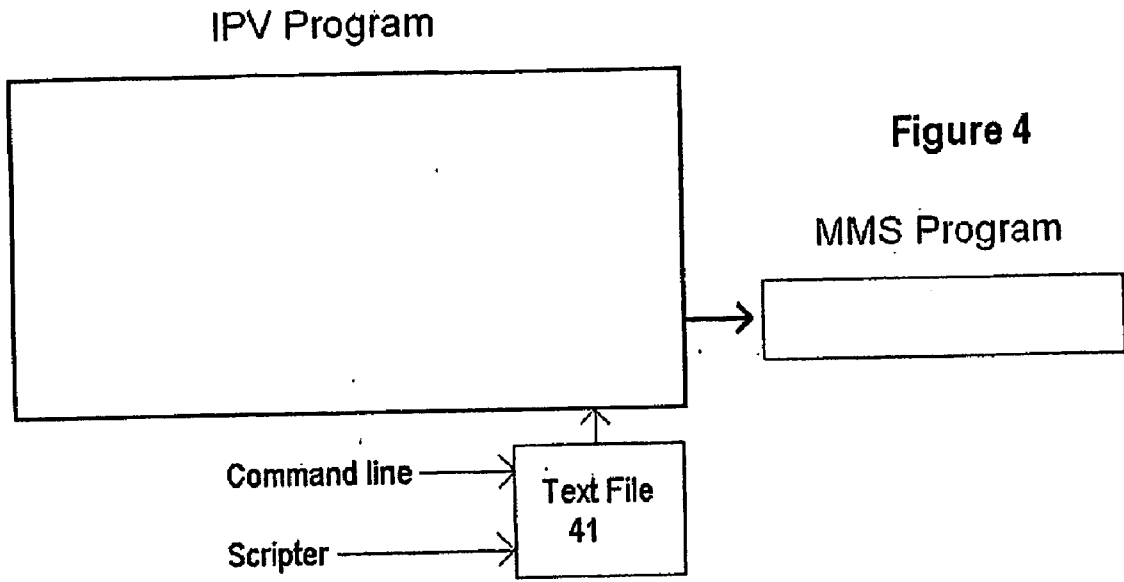 IPV Program
Figure 4
MMS Program
Command line
Text File
41
Scripter